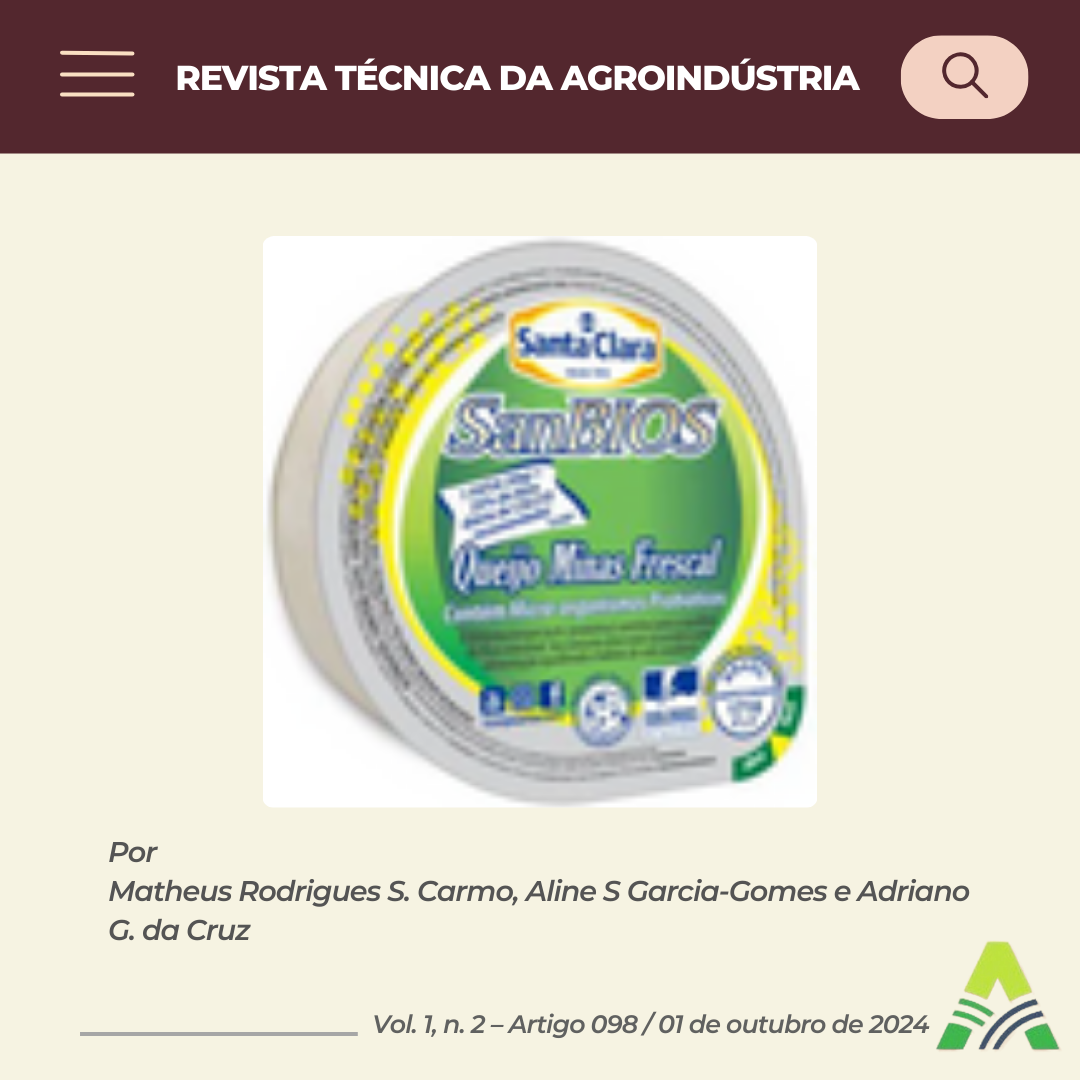 REVISTA TÉCNICA DA AGROINDÚSTRIA
Santa Clara
SanBIOS
Queijo Minas Frescal
Contém Micro-organismos Probióticos
Por
Matheus Rodrigues S. Carmo, Aline S Garcia-Gomes e Adriano
G. da Cruz
Vol. 1, n. 2 – Artigo 098 / 01 de outubro de 2024